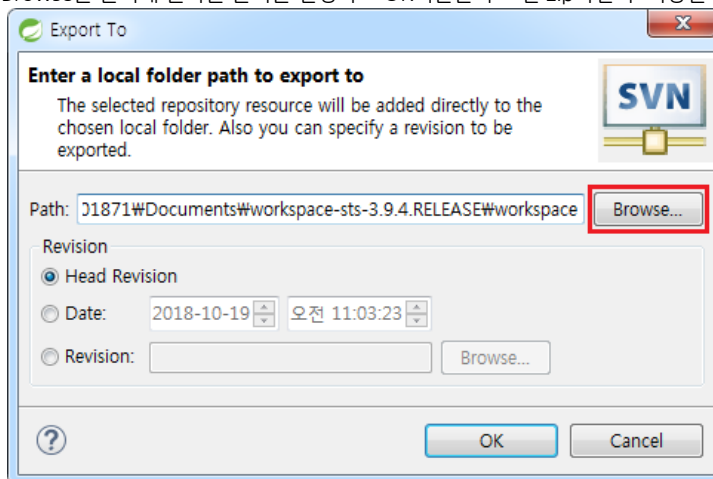 Export To
Enter a local folder path to export to
The selected repository resource will be added directly to the
chosen local folder. Also you can specify a revision to be
exported.
SVN
Path: 01871₩Documents₩workspace-sts-3.9.4.RELEASE₩workspace Browse...
Revision
Head Revision
Date: 2018-10-19 오전 11:03:23
Revision: Browse...
? OK Cancel